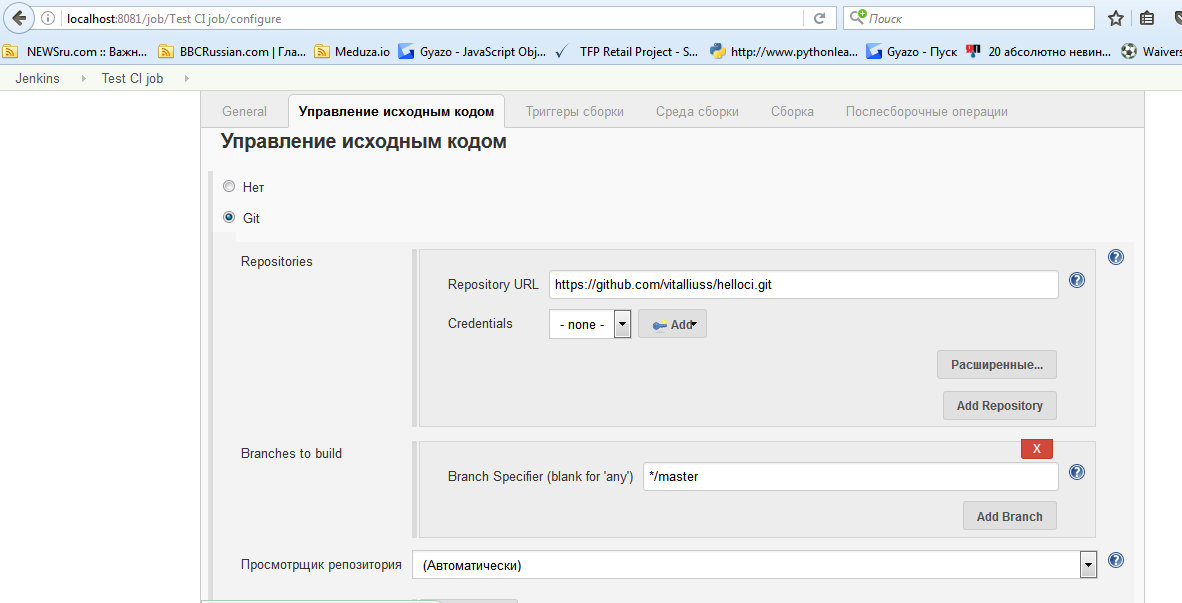 localhost:8081/job/Test CI job/configure
Поиск
NEWSru.com :: Важн... BBCRussian.com | Гла... Meduza.io Gyazo - JavaScript Obj... TFP Retail Project - S... http://www.pythonlea... Gyazo - Пуск 20 абсолютно невин... Waivers
Jenkins Test CI job
General Управление исходным кодом Триггеры сборки Среда сборки Сборка Послесборочные операции
Управление исходным кодом
Нет
Git
Repositories
Repository URL https://github.com/vitalliuss/helloci.git
Credentials - none - Add
Расширенные...
Add Repository
Branches to build
X
Branch Specifier (blank for 'any') */master
Add Branch
Просмотрщик репозитория (Автоматически)